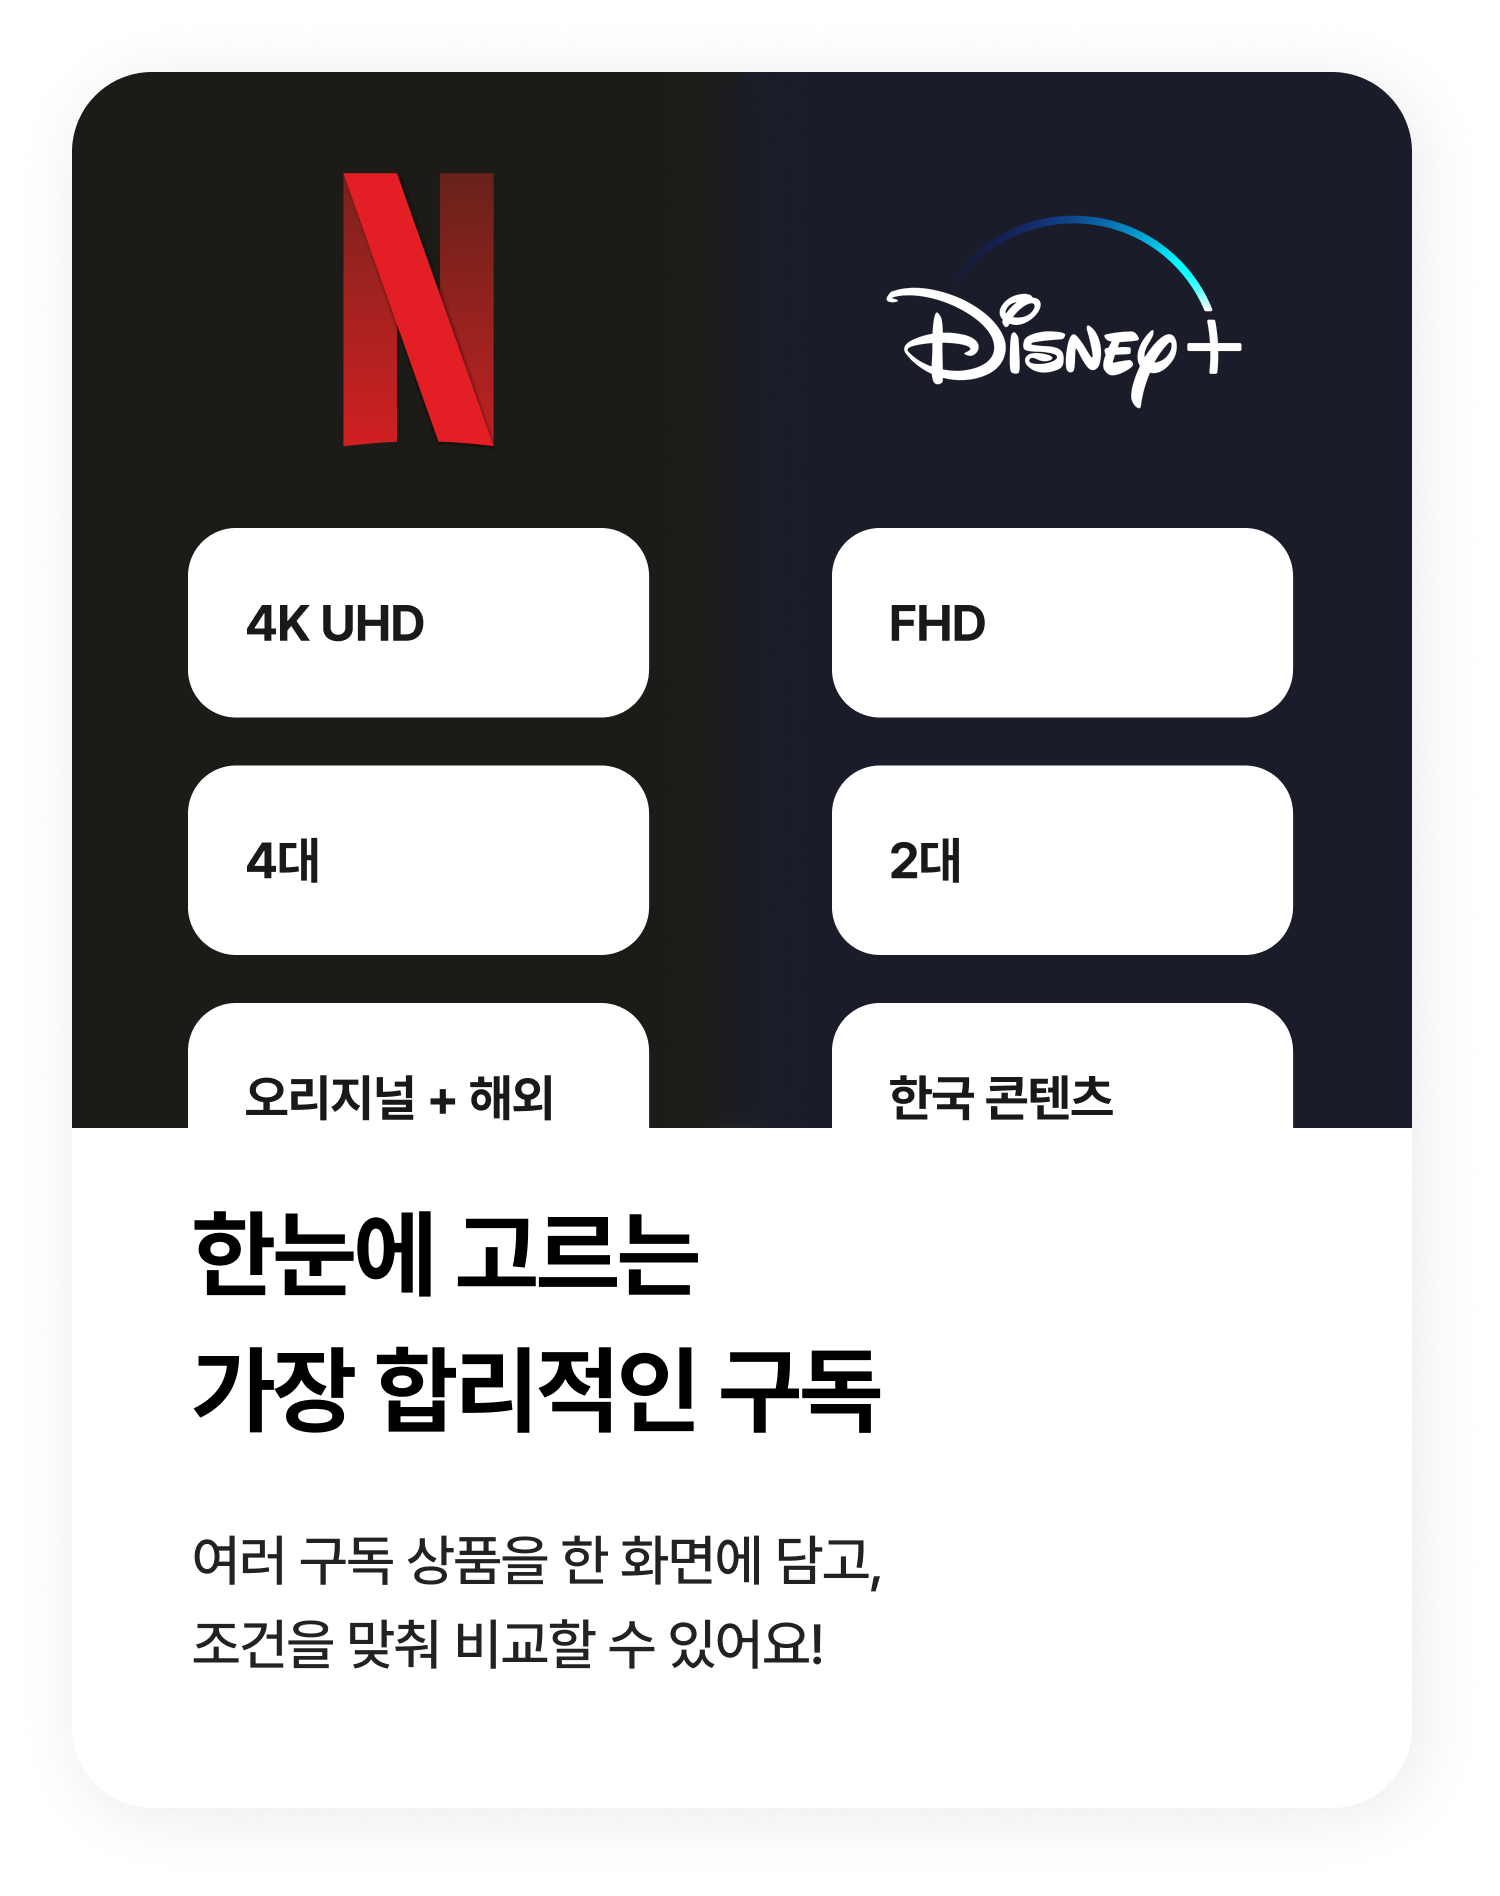 N
Disney+
4K UHD
FHD
4대
2대
오리지널 + 해외
한국 콘텐츠
한눈에 고르는
가장 합리적인 구독
여러 구독 상품을 한 화면에 담고,
조건을 맞춰 비교할 수 있어요!